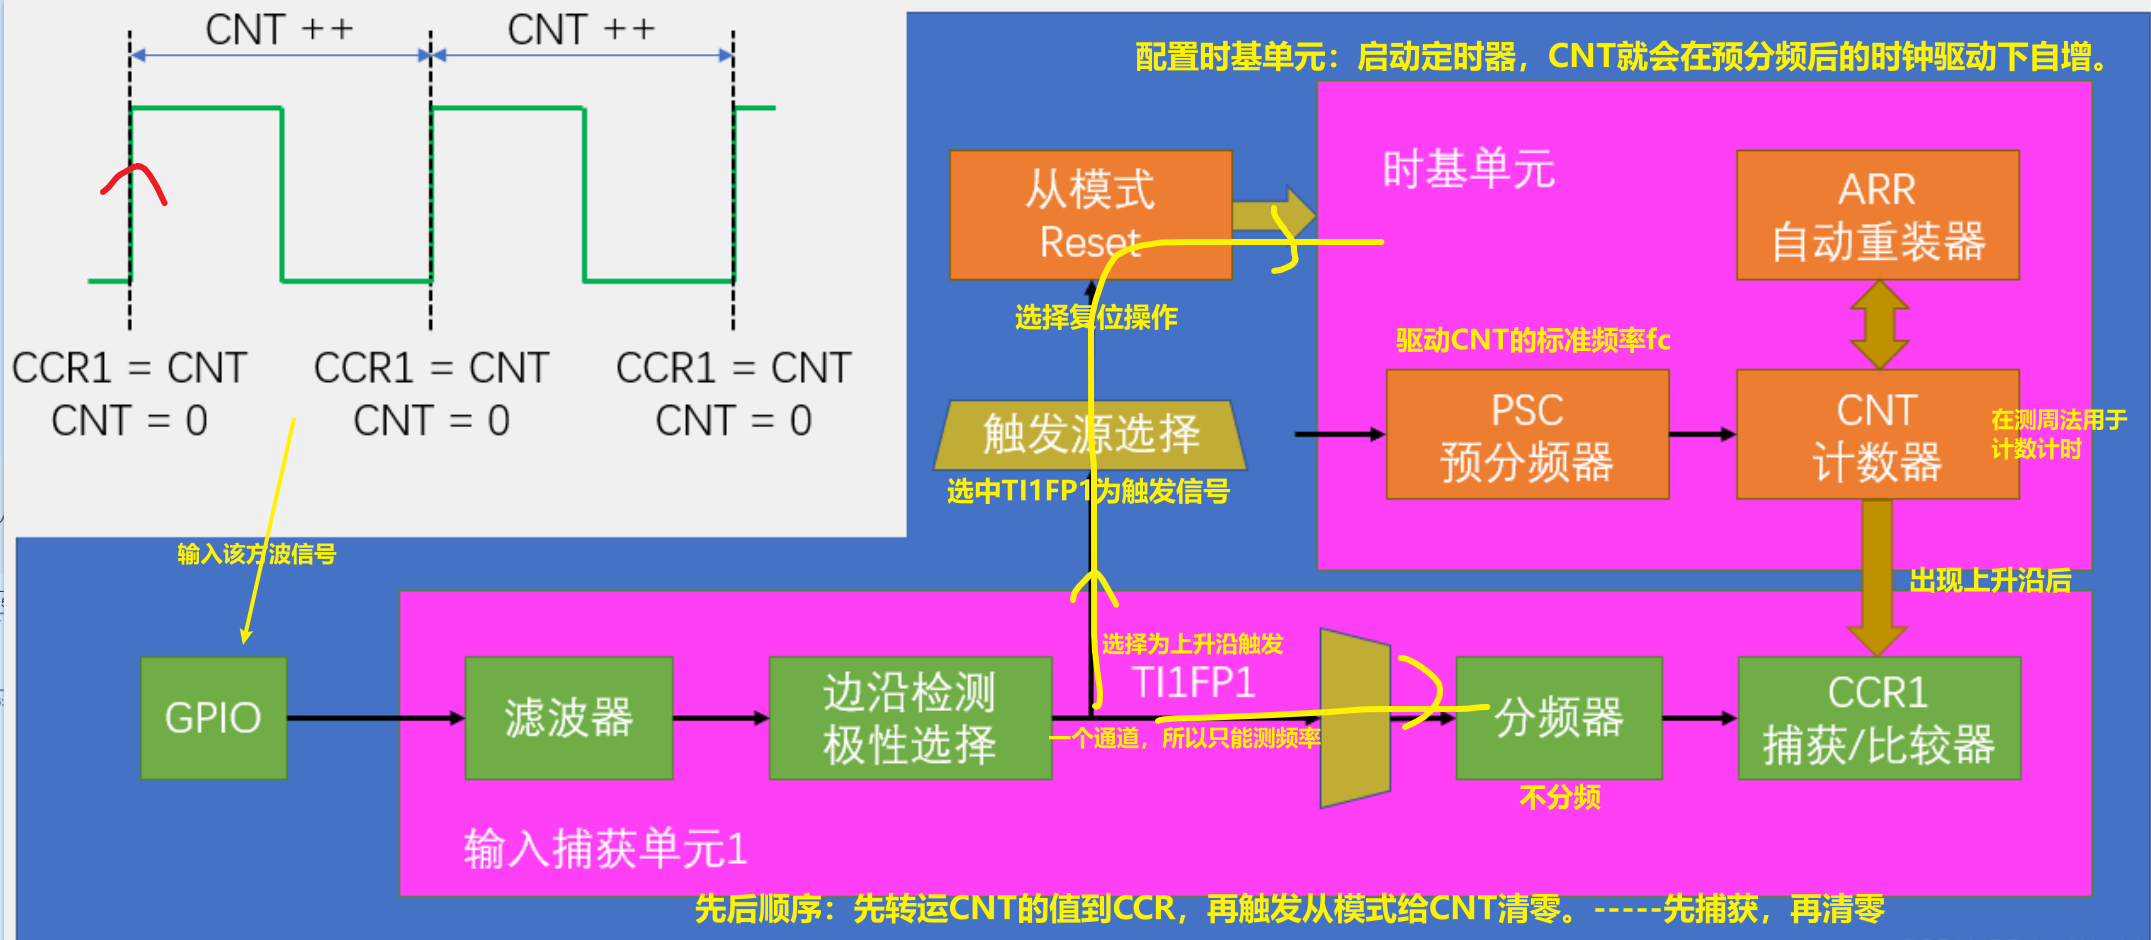 CNT ++
CNT ++
CCR1 = CNT
CNT = 0
CCR1 = CNT
CNT = 0
CCR1 = CNT
CNT = 0
输入该方波信号
配置时基单元：启动定时器，CNT就会在预分频后的时钟驱动下自增。
从模式
Reset
选择复位操作
时基单元
ARR
自动重装器
驱动CNT的标准频率fc
触发源选择
选中TI1FP1为触发信号
PSC
预分频器
CNT
计数器
在测周法用于
计数计时
出现上升沿后
GPIO
滤波器
边沿检测
极性选择
选择为上升沿触发
TI1FP1
一个通道，所以只能测频率
分频器
不分频
CCR1
捕获/比较器
输入捕获单元1
先后顺序：先转运CNT的值到CCR，再触发从模式给CNT清零。-----先捕获，再清零